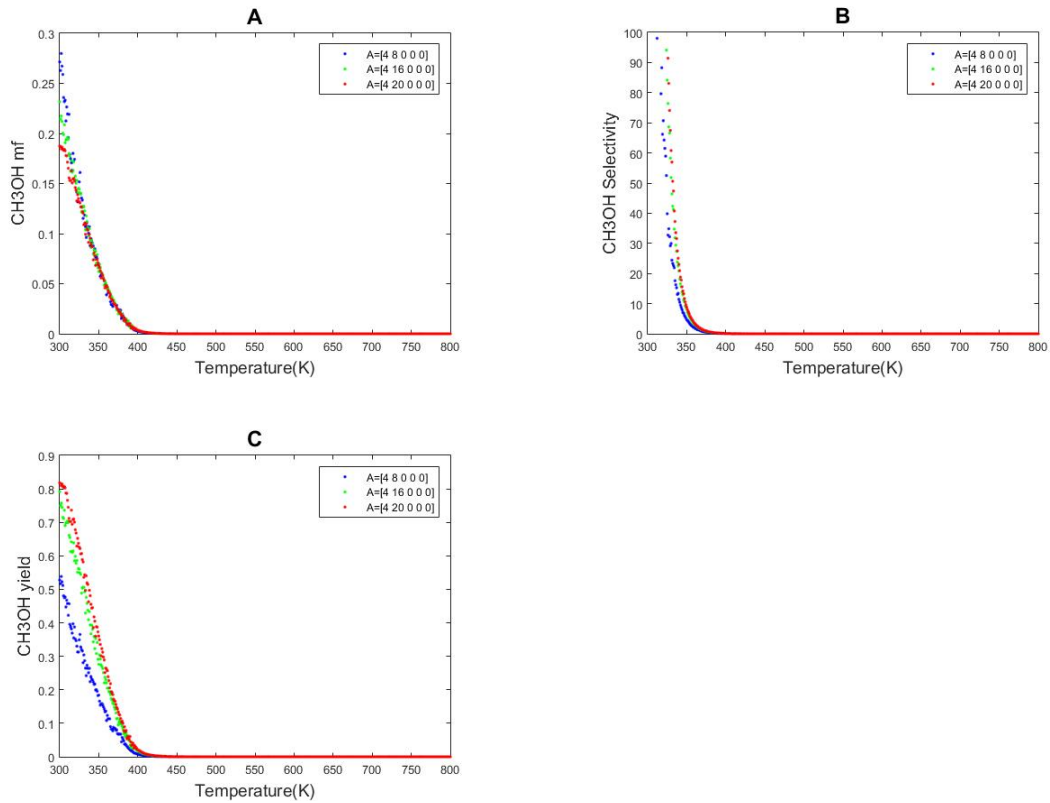 A
0.3
0.25
0.2
0.15
0.1
0.05
0
CH3OH mf
A=[4 8 0 0 0]
A=[4 16 0 0 0]
A=[4 20 0 0 0]
300 350 400 450 500 550 600 650 700 750 800
Temperature(K)
B
100
90
80
70
60
50
40
30
20
10
0
CH3OH Selectivity
A=[4 8 0 0 0]
A=[4 16 0 0 0]
A=[4 20 0 0 0]
300 350 400 450 500 550 600 650 700 750 800
Temperature(K)
C
0.9
0.8
0.7
0.6
0.5
0.4
0.3
0.2
0.1
0
CH3OH yield
A=[4 8 0 0 0]
A=[4 16 0 0 0]
A=[4 20 0 0 0]
300 350 400 450 500 550 600 650 700 750 800
Temperature(K)